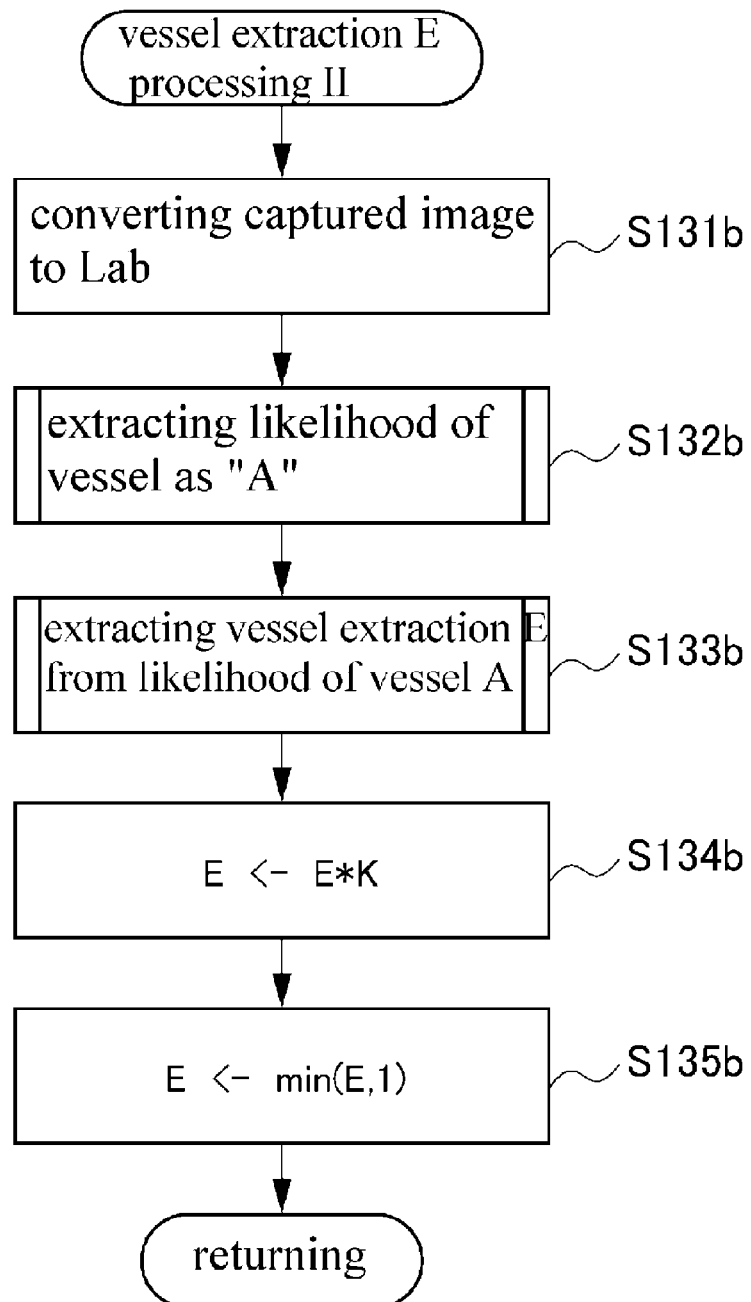 vessel extraction E
processing II
converting captured image
to Lab
S131b
extracting likelihood of
vessel as "A"
S132b
extracting vessel extraction E
from likelihood of vessel A
S133b
E <- E*K
S134b
E <- min(E,1)
S135b
returning